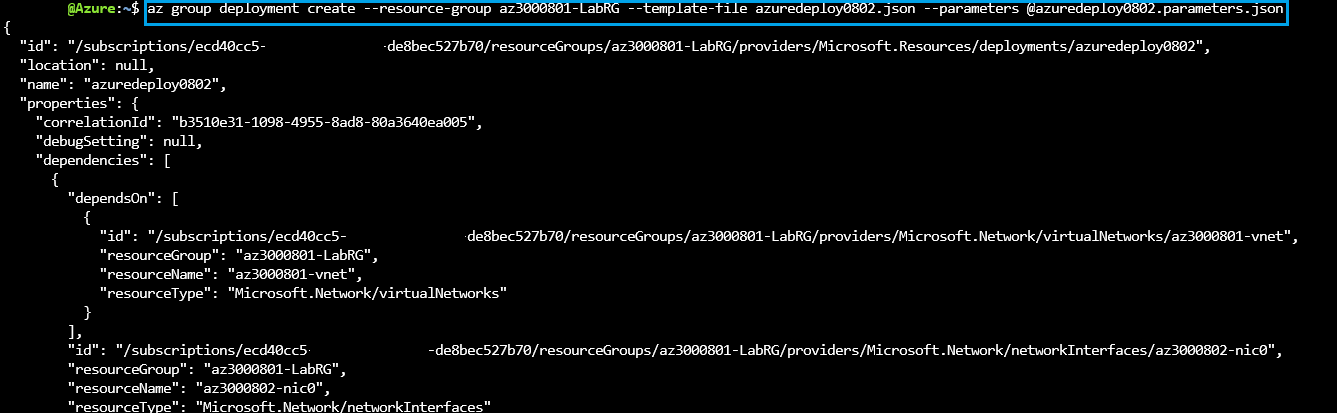 @Azure:~$ az group deployment create --resource-group az3000801-LabRG --template-file azuredeploy0802.json --parameters @azuredeploy0802.parameters.json
{
"id": "/subscriptions/ecd40cc5- -de8bec527b70/resourceGroups/az3000801-LabRG/providers/Microsoft.Resources/deployments/azuredeploy0802",
"location": null,
"name": "azuredeploy0802",
"properties": {
"correlationId": "b3510e31-1098-4955-8ad8-80a3640ea005",
"debugSetting": null,
"dependencies": [
{
"dependsOn": [
{
"id": "/subscriptions/ecd40cc5- -de8bec527b70/resourceGroups/az3000801-LabRG/providers/Microsoft.Network/virtualNetworks/az3000801-vnet",
"resourceGroup": "az3000801-LabRG",
"resourceName": "az3000801-vnet",
"resourceType": "Microsoft.Network/virtualNetworks"
}
],
"id": "/subscriptions/ecd40cc5 -de8bec527b70/resourceGroups/az3000801-LabRG/providers/Microsoft.Network/networkInterfaces/az3000802-nic0",
"resourceGroup": "az3000801-LabRG",
"resourceName": "az3000802-nic0",
"resourceType": "Microsoft.Network/networkInterfaces"